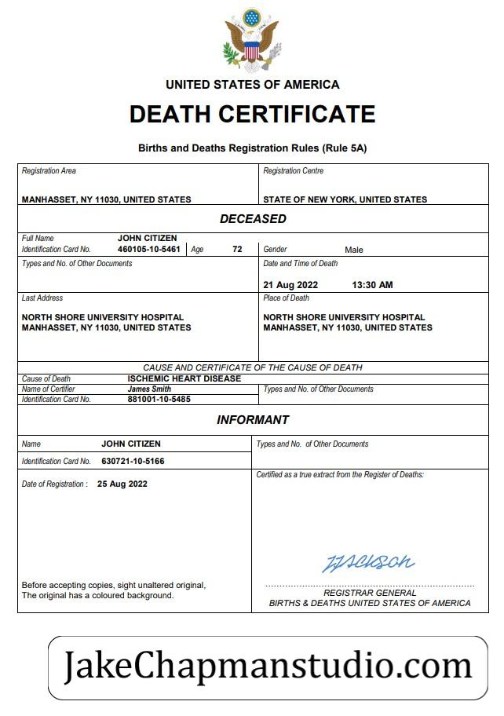 UNITED STATES OF AMERICA
DEATH CERTIFICATE
Births and Deaths Registration Rules (Rule 5A)
Registration Area
Registration Centre
MANHASSET, NY 11030, UNITED STATES
STATE OF NEW YORK, UNITED STATES
DECEASED
Full Name JOHN CITIZEN
Identification Card No. 460105-10-5461 Age 72 Gender Male
Types and No. of Other Documents
Date and Time of Death
21 Aug 2022 13:30 AM
Last Address
Place of Death
NORTH SHORE UNIVERSITY HOSPITAL
MANHASSET, NY 11030, UNITED STATES
NORTH SHORE UNIVERSITY HOSPITAL
MANHASSET, NY 11030, UNITED STATES
CAUSE AND CERTIFICATE OF THE CAUSE OF DEATH
Cause of Death ISCHEMIC HEART DISEASE
Name of Certifier James Smith Types and No. of Other Documents
Identification Card No. 881001-10-5485
INFORMANT
Name JOHN CITIZEN
Types and No. of Other Documents
Identification Card No. 630721-10-5166
Certified as a true extract from the Register of Deaths:
Date of Registration : 25 Aug 2022
Before accepting copies, sight unaltered original,
The original has a coloured background.
REGISTRAR GENERAL
BIRTHS & DEATHS UNITED STATES OF AMERICA
JakeChapmanstudio.com